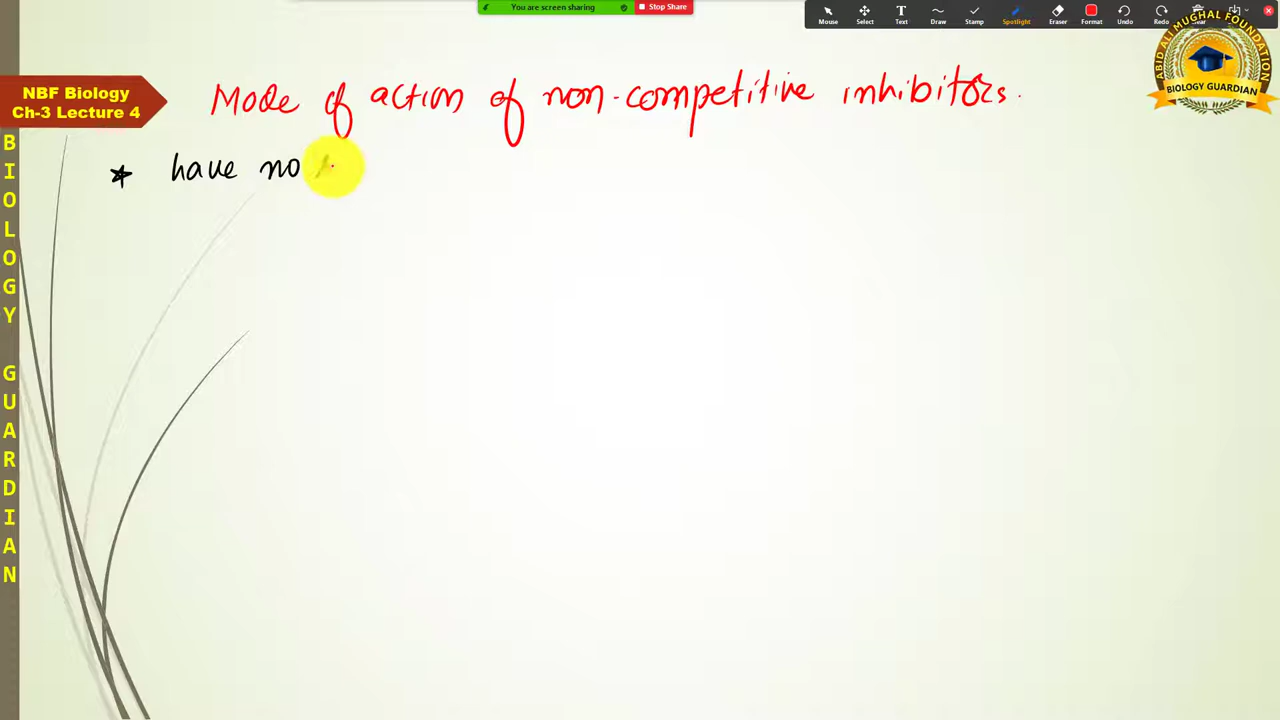 You are screen sharing
Stop Share
Mouse
Select
Text
Draw
Stamp
Spotlight
Eraser
Format
Undo
Redo
NBF Biology
Ch-3 Lecture 4
Mode of action of non-competitive inhibitors.
ABID ALI MUGHAL FOUNDATION
BIOLOGY GUARDIAN
* have no
BIOLOGY GUARDIAN